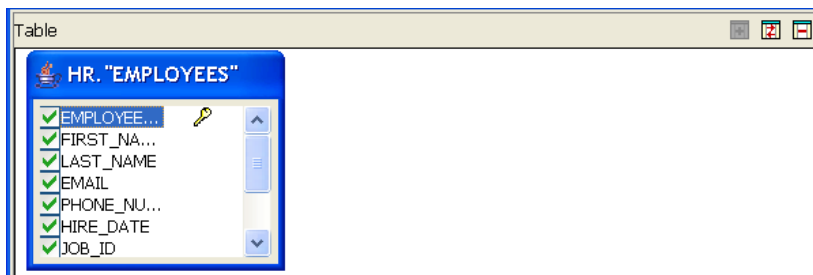 Table
HR."EMPLOYEES"
EMPLOYEE...
FIRST_NA...
LAST_NAME
EMAIL
PHONE_NU...
HIRE_DATE
JOB_ID